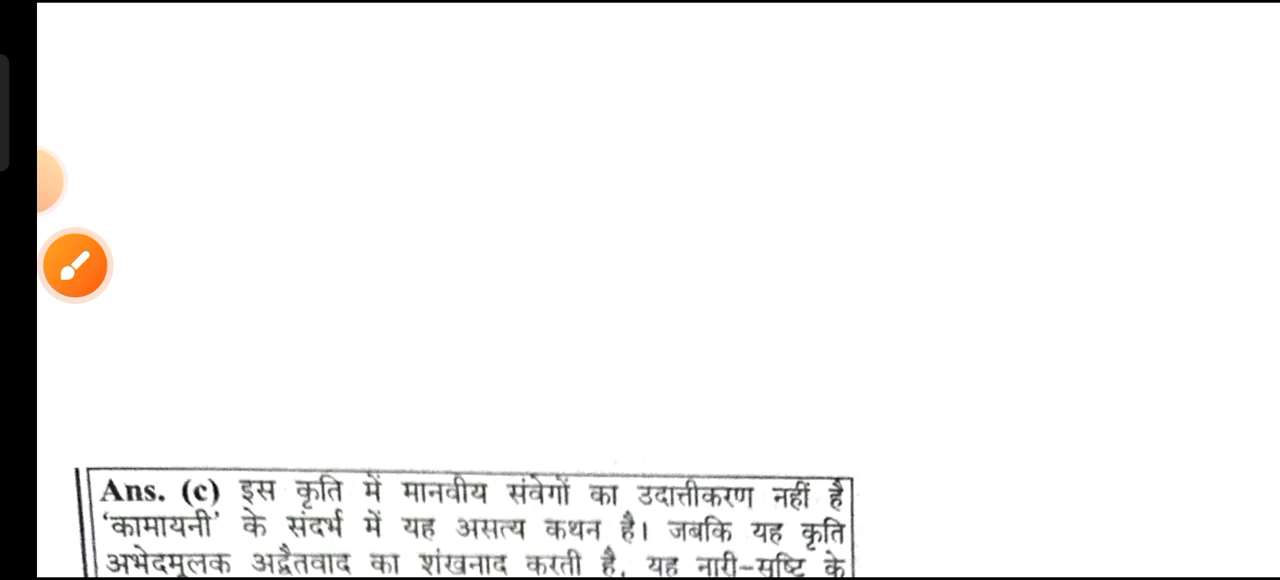 Ans. (c) इस कृति में मानवीय संवेगों का उदात्तीकरण नहीं है
‘कामायनी’ के संदर्भ में यह असत्य कथन है। जबकि यह कृति
अभेदमूलक अद्वैतवाद का शंखनाद करती है, यह नारी-सृष्टि के